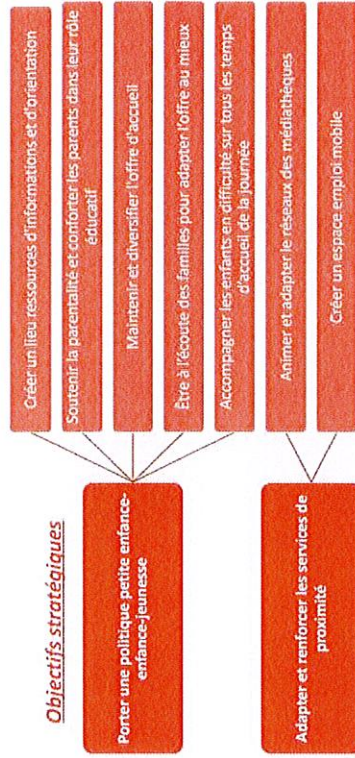 Objectifs stratégiques
Porter une politique petite enfance-
enfance-jeunesse
Créer un lieu ressources d'informations et d'orientation
Soutenir la parentalité et conforter les parents dans leur rôle
éducatif
Maintenir et diversifier l'offre d'accueil
Être à l'écoute des familles pour adapter l'offre au mieux
Accompagner les enfants en difficulté sur tous les temps
d'accueil de la journée
Adapter et renforcer les services de
proximité
Animer et adapter le réseaux des médiathèques
Créer un espace emploi mobile